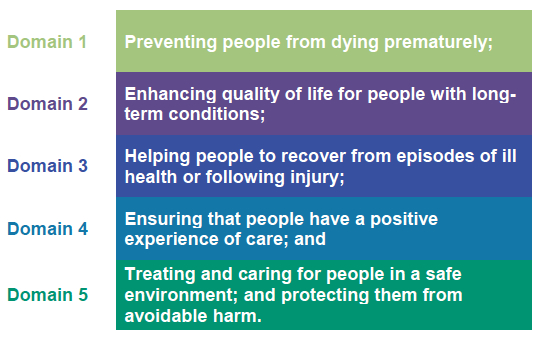 Domain 1
Preventing people from dying prematurely;
Domain 2
Enhancing quality of life for people with long-
term conditions;
Domain 3
Helping people to recover from episodes of ill
health or following injury;
Domain 4
Ensuring that people have a positive
experience of care; and
Domain 5
Treating and caring for people in a safe
environment; and protecting them from
avoidable harm.